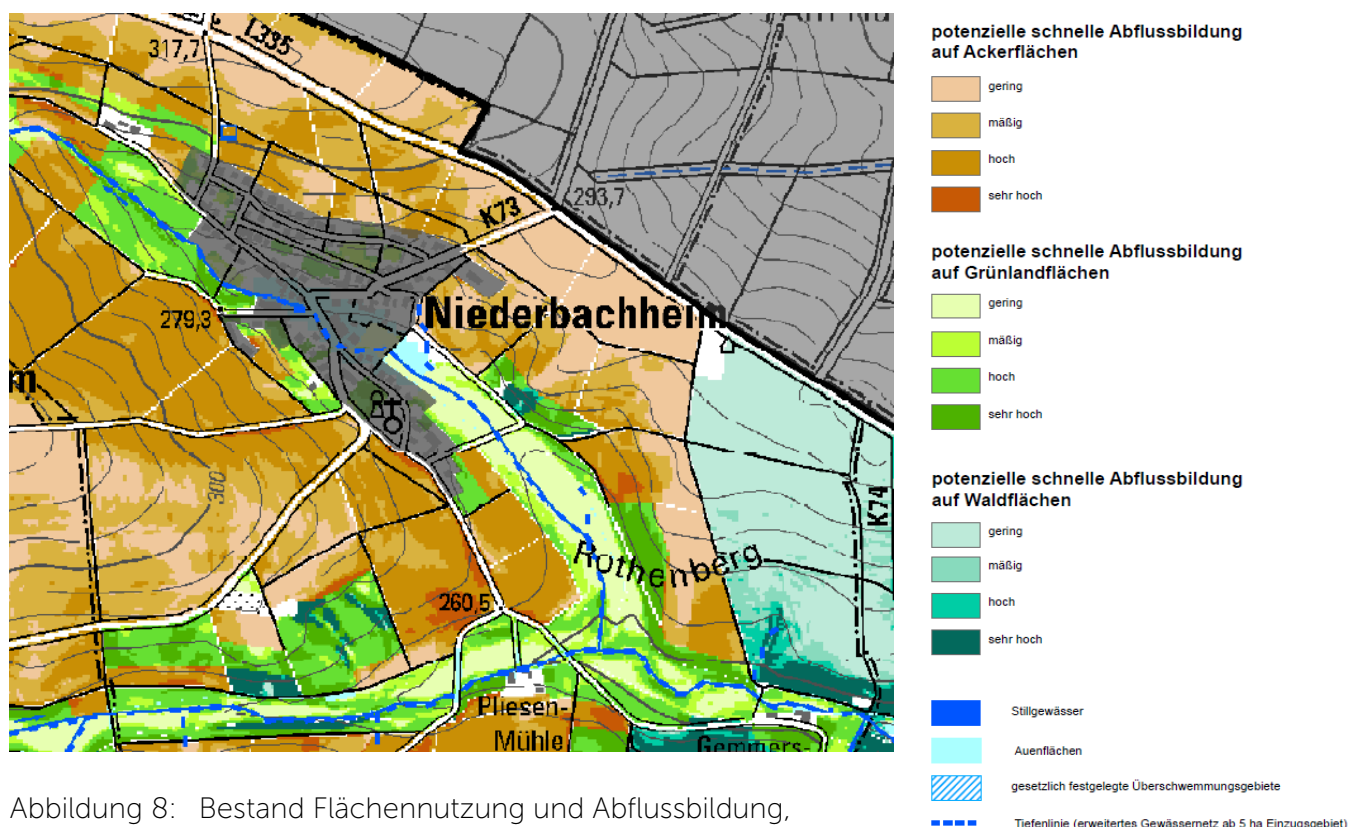 L335
317,7
293,7
K73
Niederbachheim
279,3
300
K74
Rothenberg
260,5
Pliesen-
Mühle
Gemmers-
Abbildung 8: Bestand Flächennutzung und Abflussbildung,
potenzielle schnelle Abflussbildung
auf Ackerflächen
gering
mäßig
hoch
sehr hoch
potenzielle schnelle Abflussbildung
auf Grünlandflächen
gering
mäßig
hoch
sehr hoch
potenzielle schnelle Abflussbildung
auf Waldflächen
gering
mäßig
hoch
sehr hoch
Stillgewässer
Auenflächen
gesetzlich festgelegte Überschwemmungsgebiete
Tiefenlinie (erweitertes Gewässernetz ab 5 ha Einzugsgebiet)